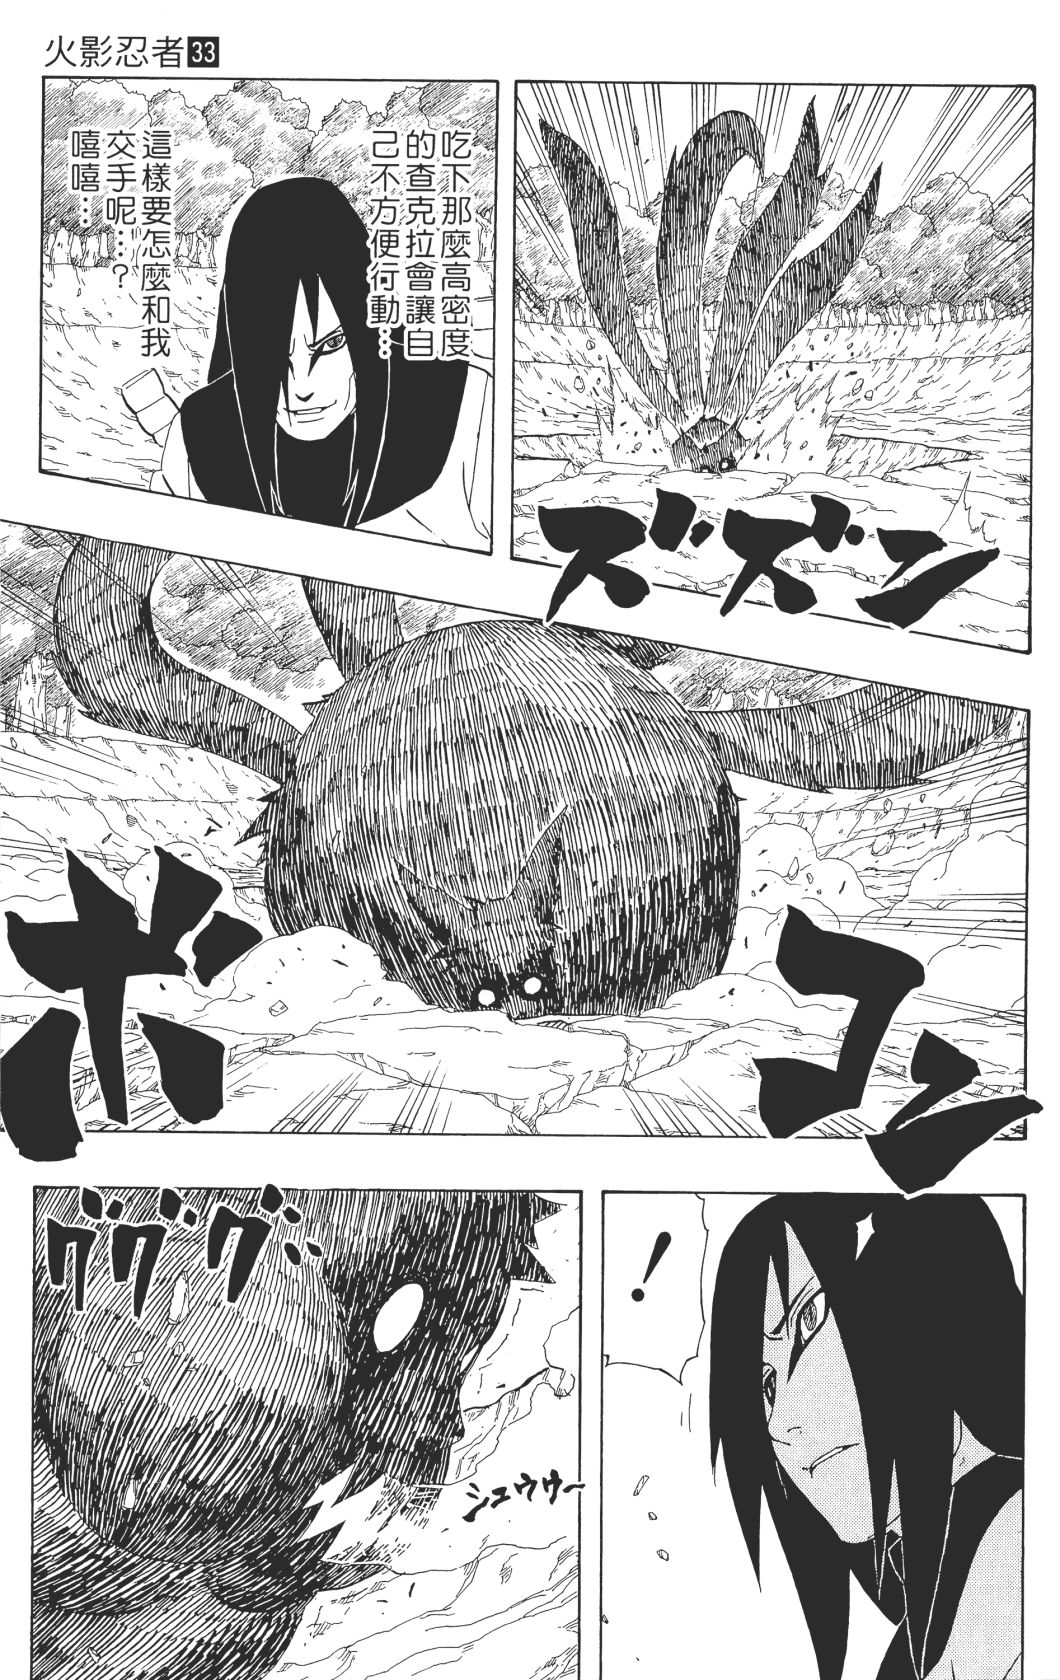 火影忍者33
ズズズン
吃下那麼高密度
的查克拉會讓自
己不方便行動…
這樣要怎麼和我
交手呢…?
嘻嘻…
ボコン
!
ググググ
シュウウ～